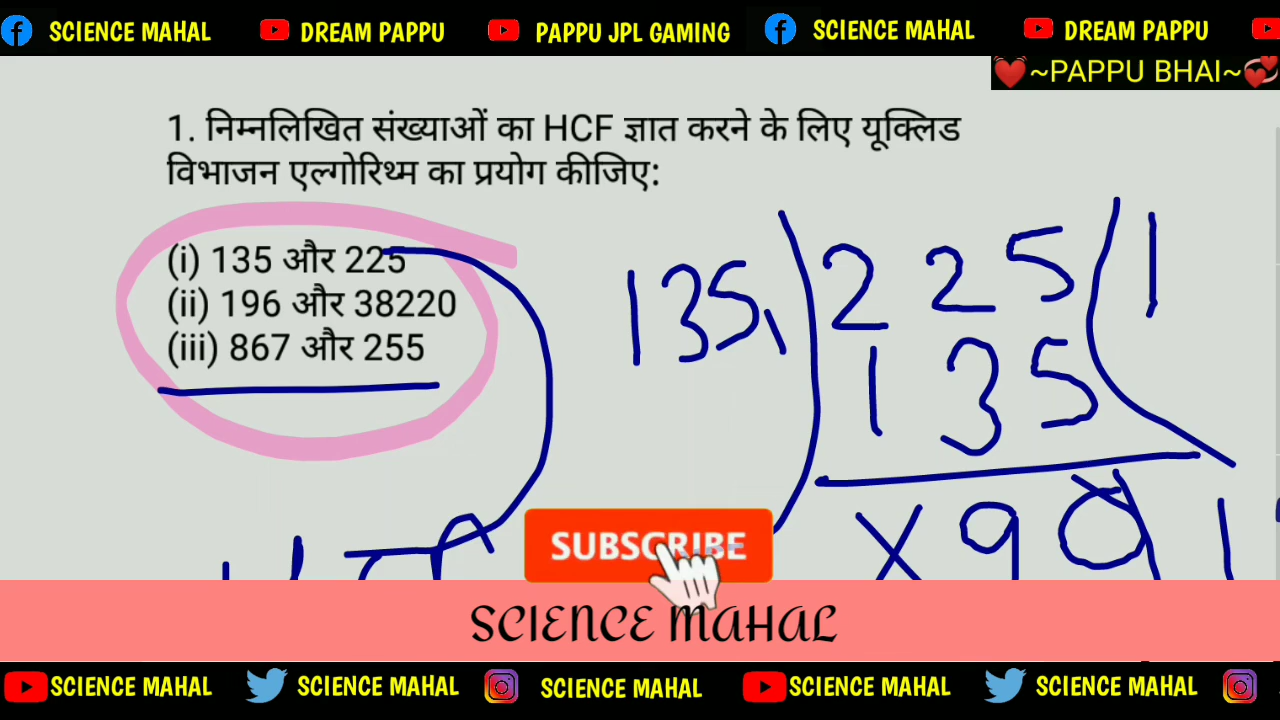 SCIENCE MAHAL DREAM PAPPU PAPPU JPL GAMING SCIENCE MAHAL DREAM PAPPU
~PAPPU BHAI~
1. निम्नलिखित संख्याओं का HCF ज्ञात करने के लिए यूक्लिड
विभाजन एल्गोरिथ्म का प्रयोग कीजिए:
(i) 135 और 225
(ii) 196 और 38220
(iii) 867 और 255
135 ) 225 ( 1
135
x 90
SUBSCRIBE
SCIENCE MAHAL
SCIENCE MAHAL SCIENCE MAHAL SCIENCE MAHAL SCIENCE MAHAL SCIENCE MAHAL